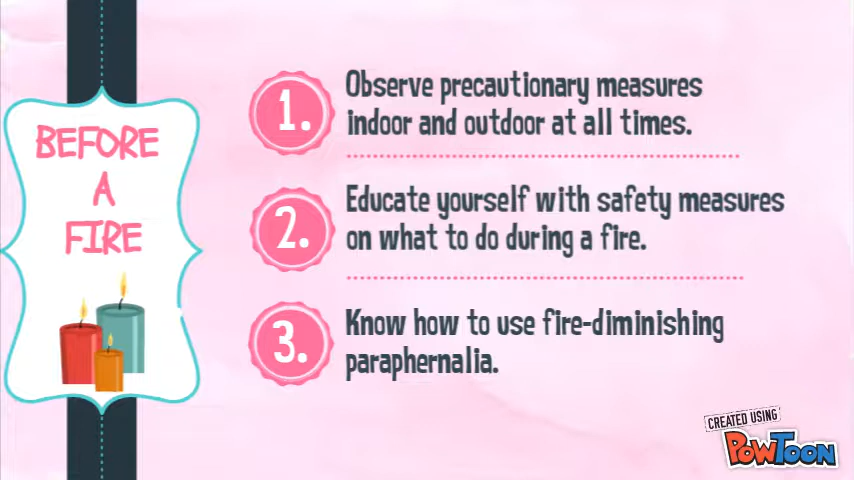 BEFORE
A
FIRE
1.
Observe precautionary measures
indoor and outdoor at all times.
2.
Educate yourself with safety measures
on what to do during a fire.
3.
Know how to use fire-diminishing
paraphernalia.
CREATED USING
POWTOON